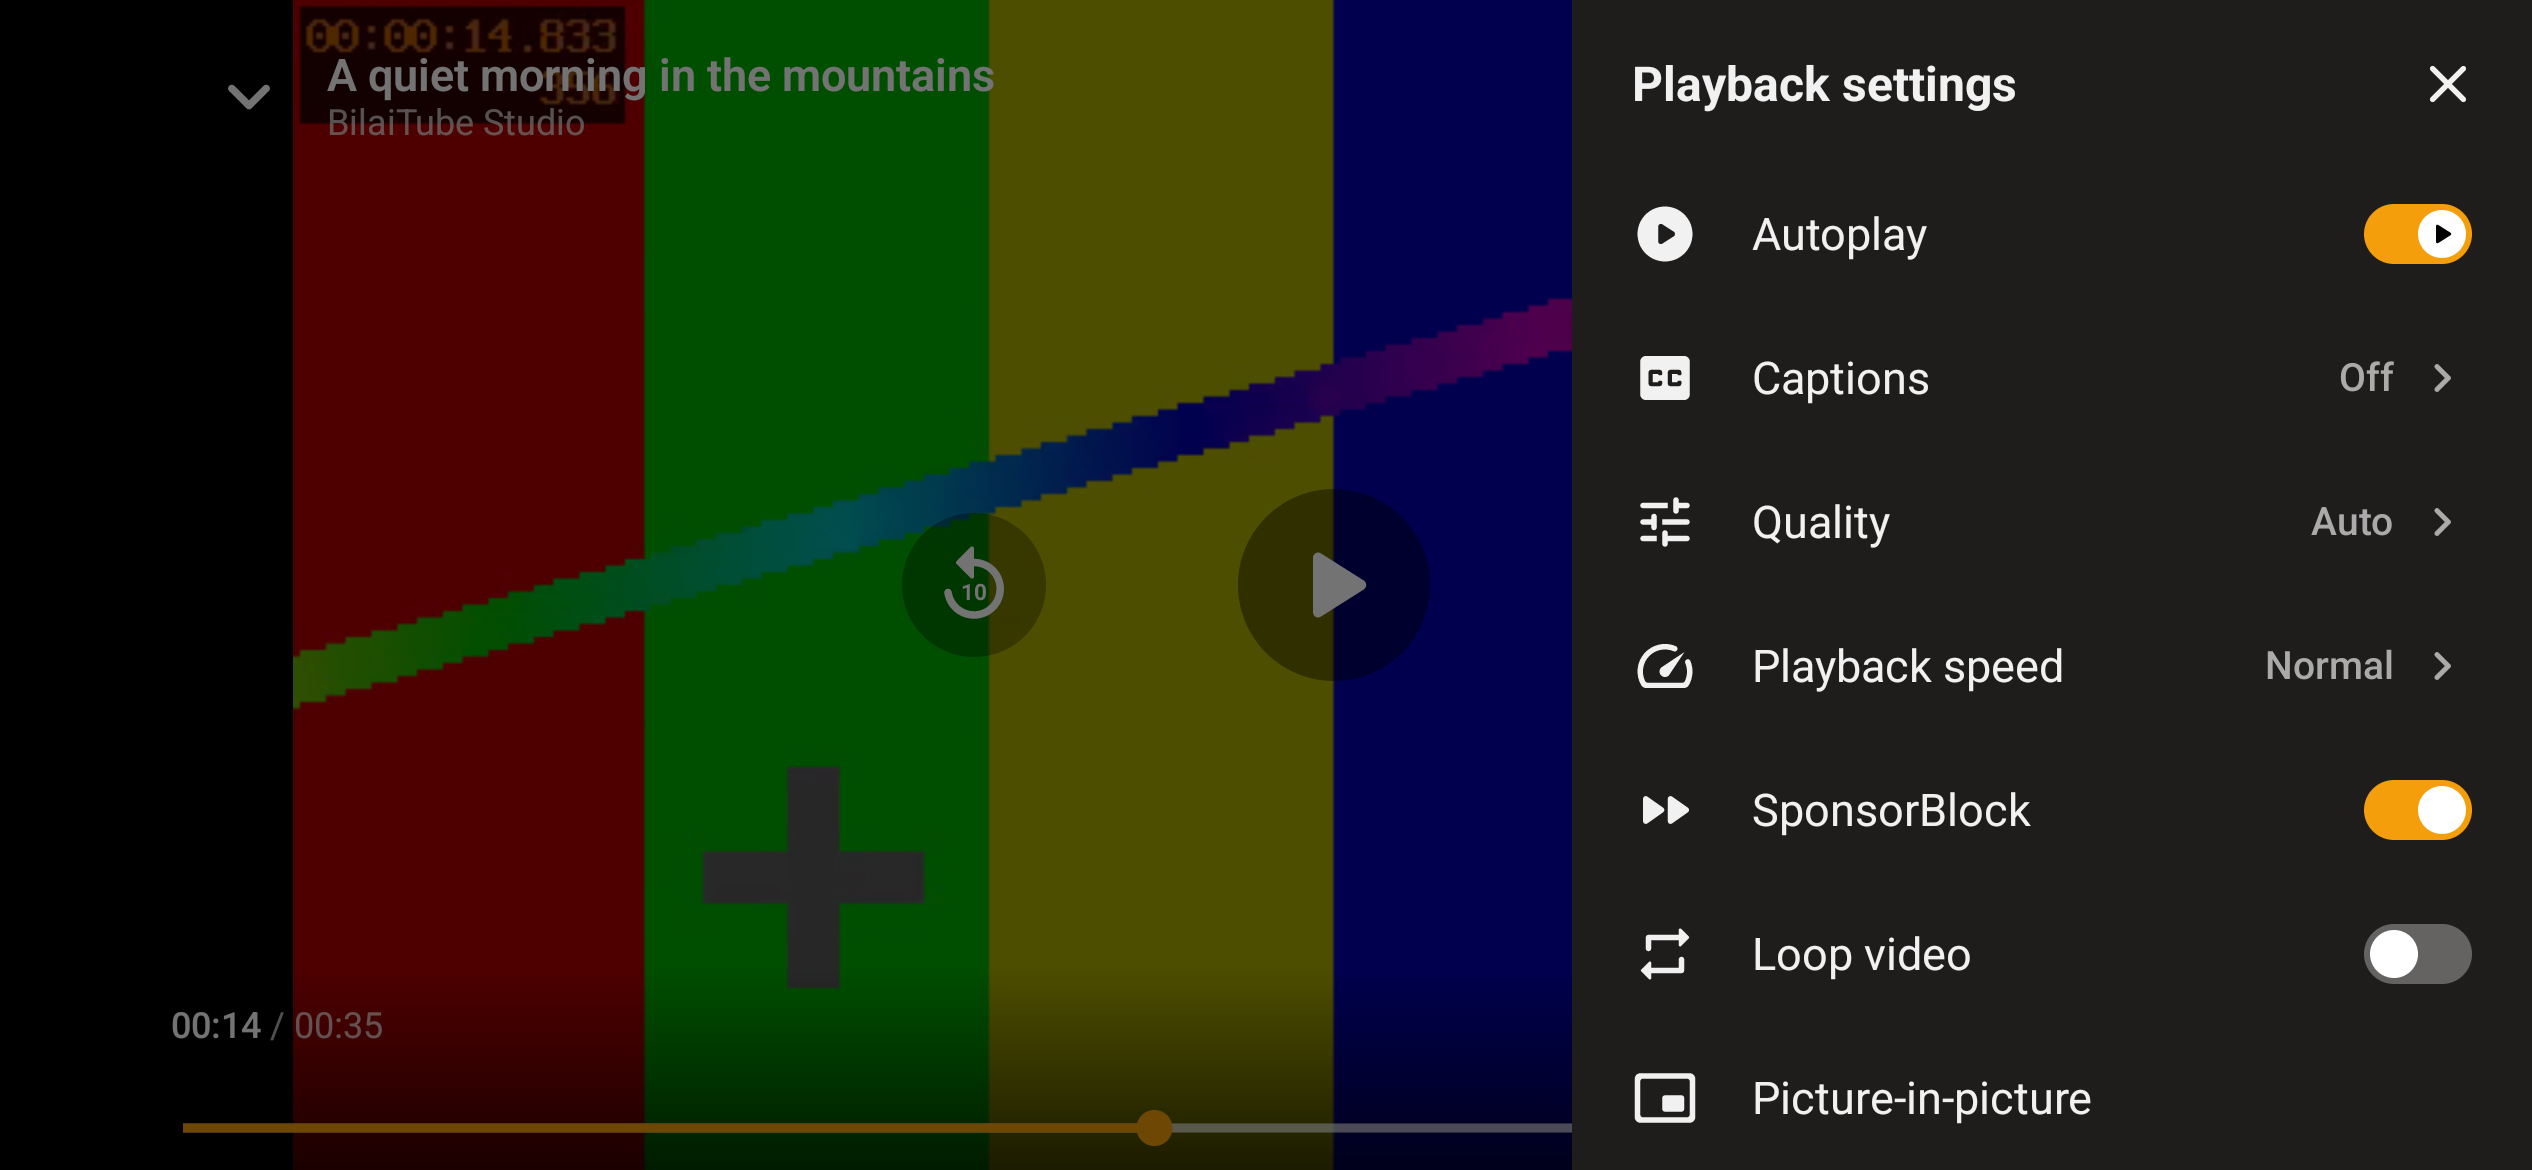 00:00:14.833
A quiet morning in the mountains
BilaiTube Studio
10
00:14 / 00:35
Playback settings
Autoplay
CC
Captions
Off
Quality
Auto
Playback speed
Normal
SponsorBlock
Loop video
Picture-in-picture